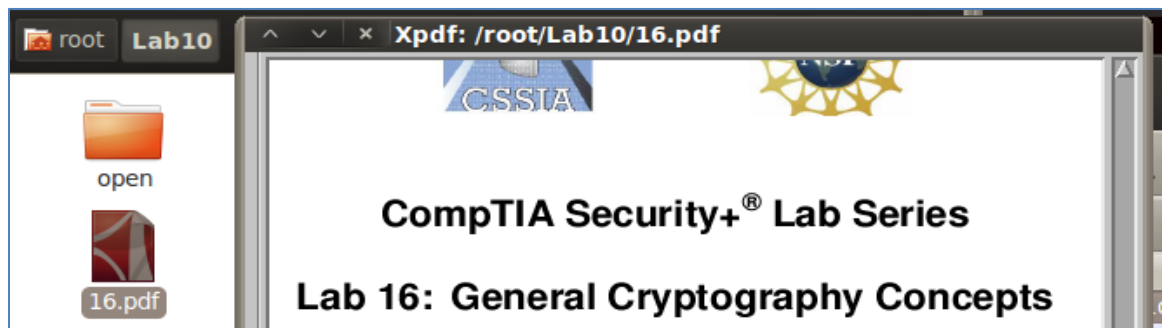 root Lab10
Xpdf: /root/Lab10/16.pdf
CSSIA
NSF
open
CompTIA Security+® Lab Series
16.pdf
Lab 16: General Cryptography Concepts